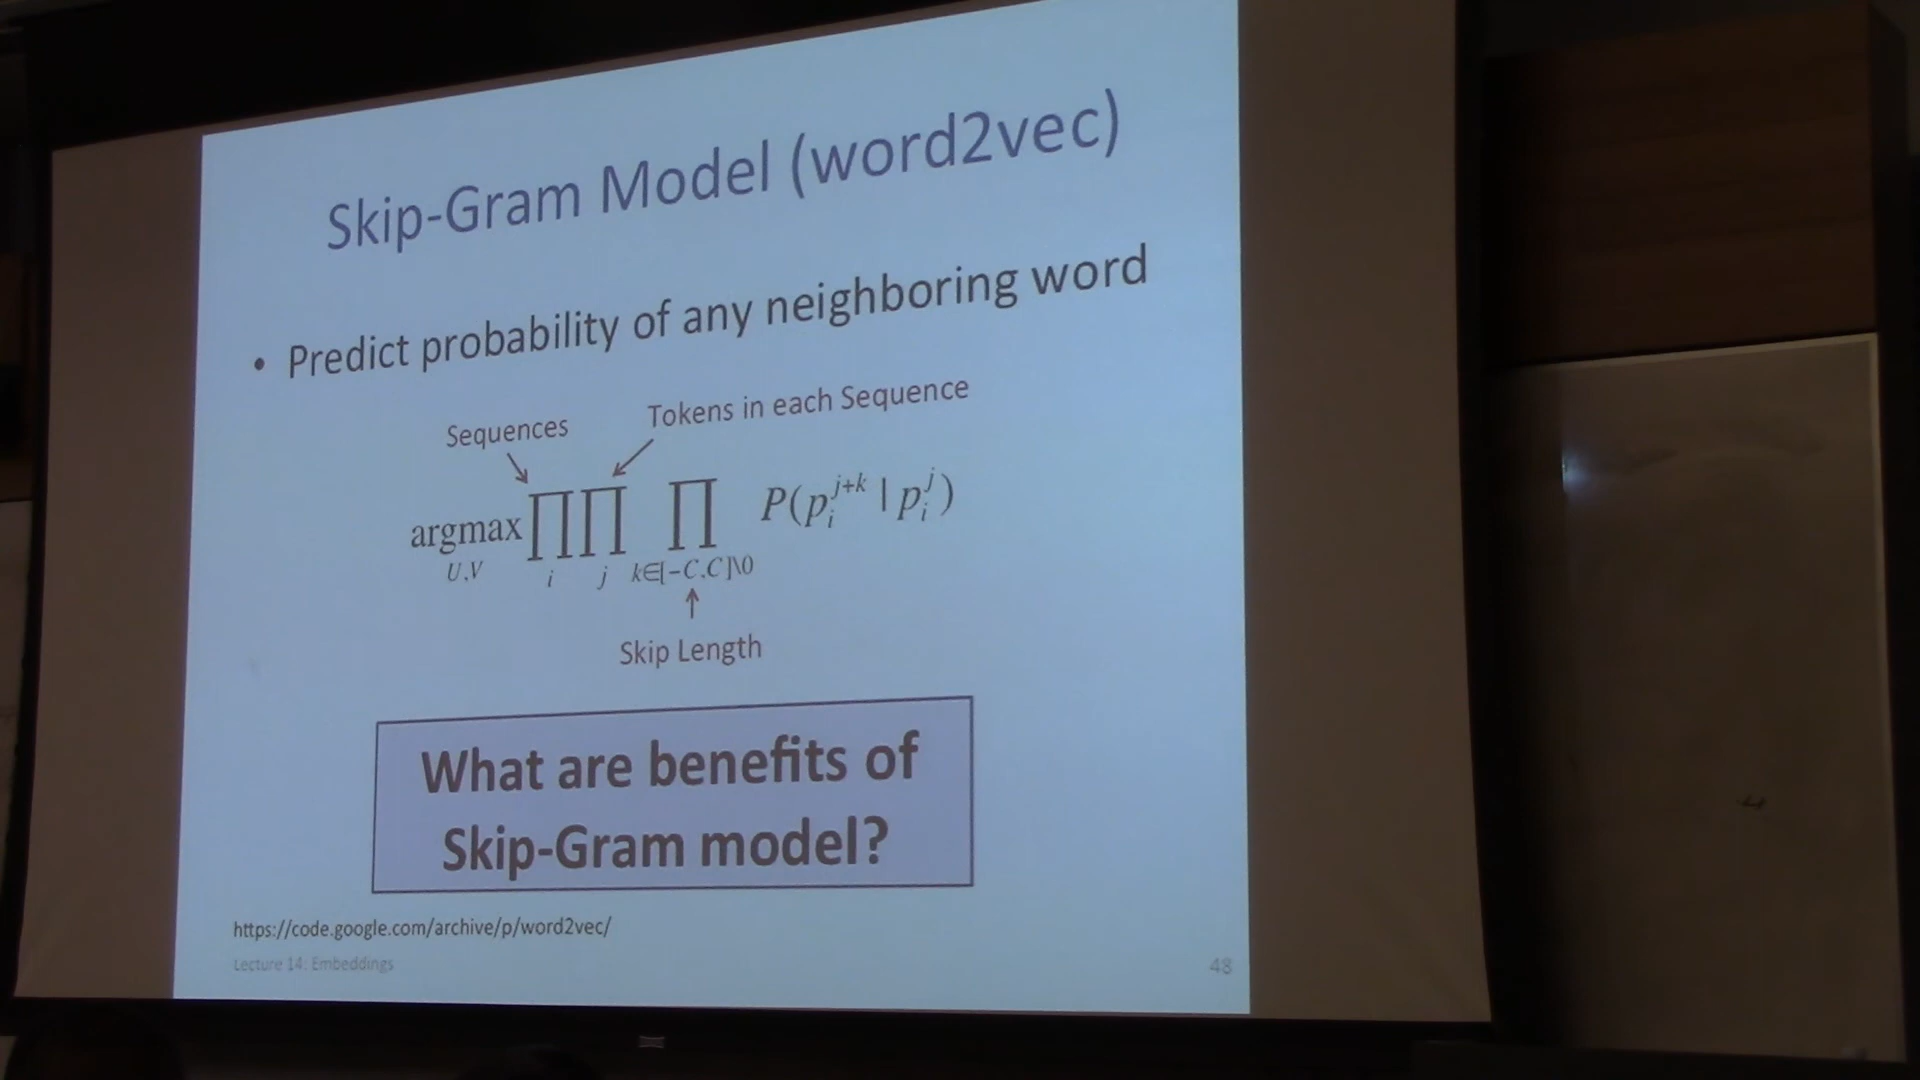 Skip-Gram Model (word2vec)
• Predict probability of any neighboring word
Sequences
Tokens in each Sequence
argmax ∏ ∏ ∏ P(p_i^{j+k} | p_i^j)
U,V i j k∈[−C,C]\0
Skip Length
What are benefits of
Skip-Gram model?
https://code.google.com/archive/p/word2vec/
Lecture 14: Embeddings
48